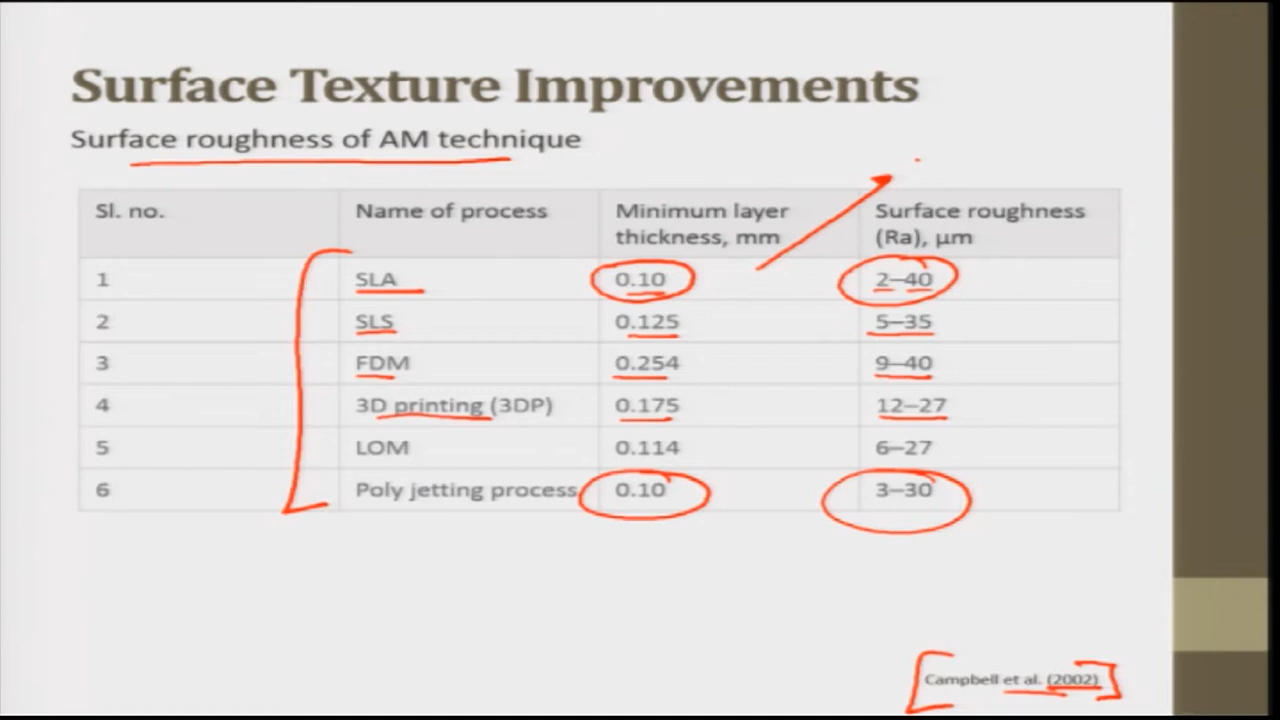 Surface Texture Improvements
Surface roughness of AM technique
Sl. no. Name of process Minimum layer thickness, mm Surface roughness (Ra), µm
1 SLA 0.10 2–40
2 SLS 0.125 5–35
3 FDM 0.254 9–40
4 3D printing (3DP) 0.175 12–27
5 LOM 0.114 6–27
6 Poly jetting process 0.10 3–30
Campbell et al. (2002)